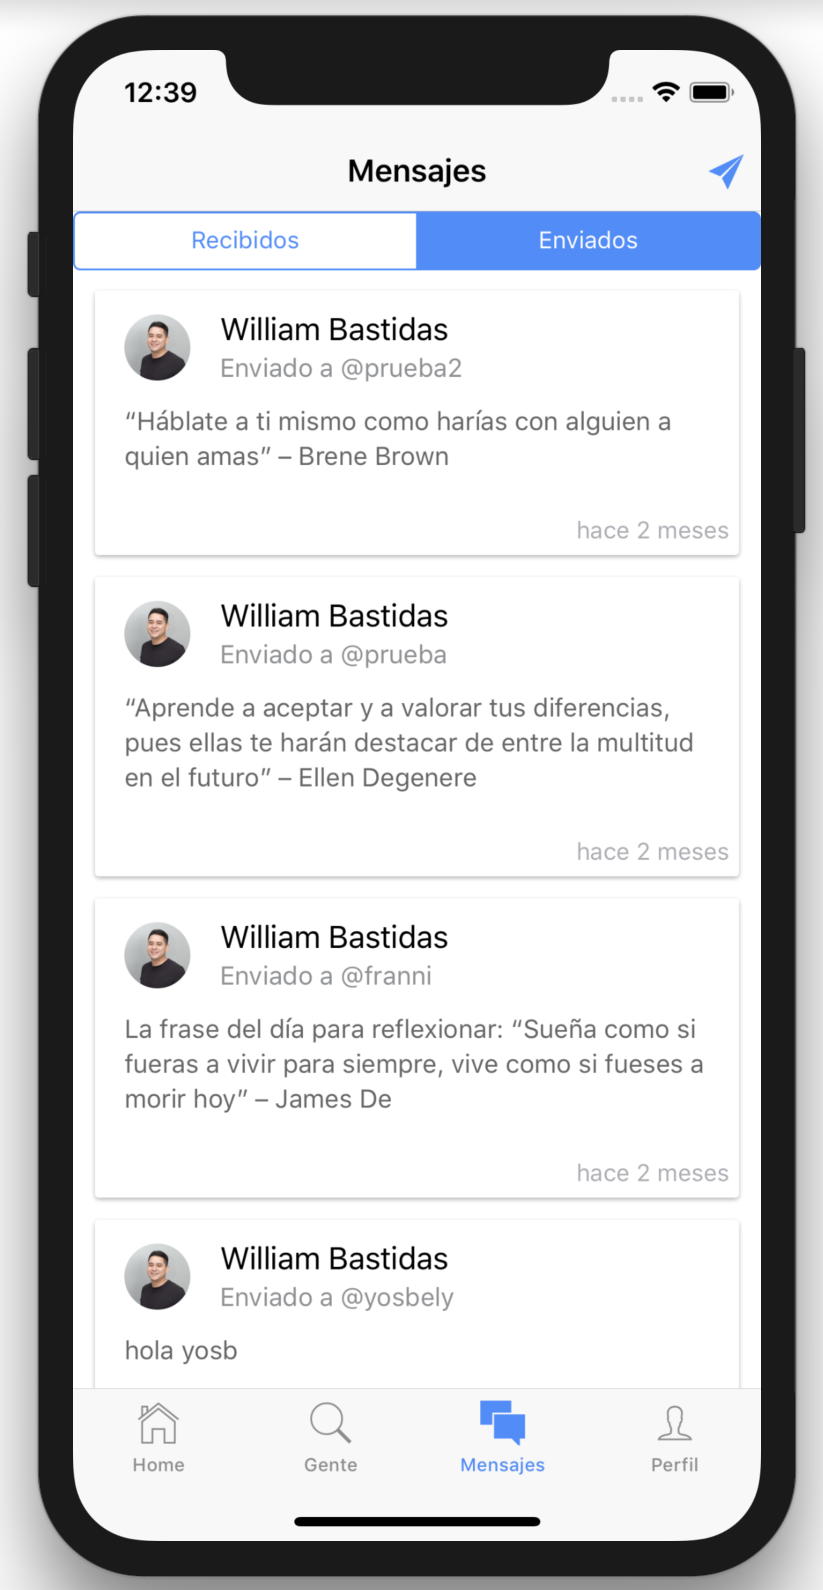 12:39
Mensajes
Recibidos
Enviados
William Bastidas
Enviado a @prueba2
“Háblate a ti mismo como harías con alguien a
quien amas” – Brene Brown
hace 2 meses
William Bastidas
Enviado a @prueba
“Aprende a aceptar y a valorar tus diferencias,
pues ellas te harán destacar de entre la multitud
en el futuro” – Ellen Degenere
hace 2 meses
William Bastidas
Enviado a @franni
La frase del día para reflexionar: “Sueña como si
fueras a vivir para siempre, vive como si fueses a
morir hoy” – James De
hace 2 meses
William Bastidas
Enviado a @yosbely
hola yosb
Home
Gente
Mensajes
Perfil